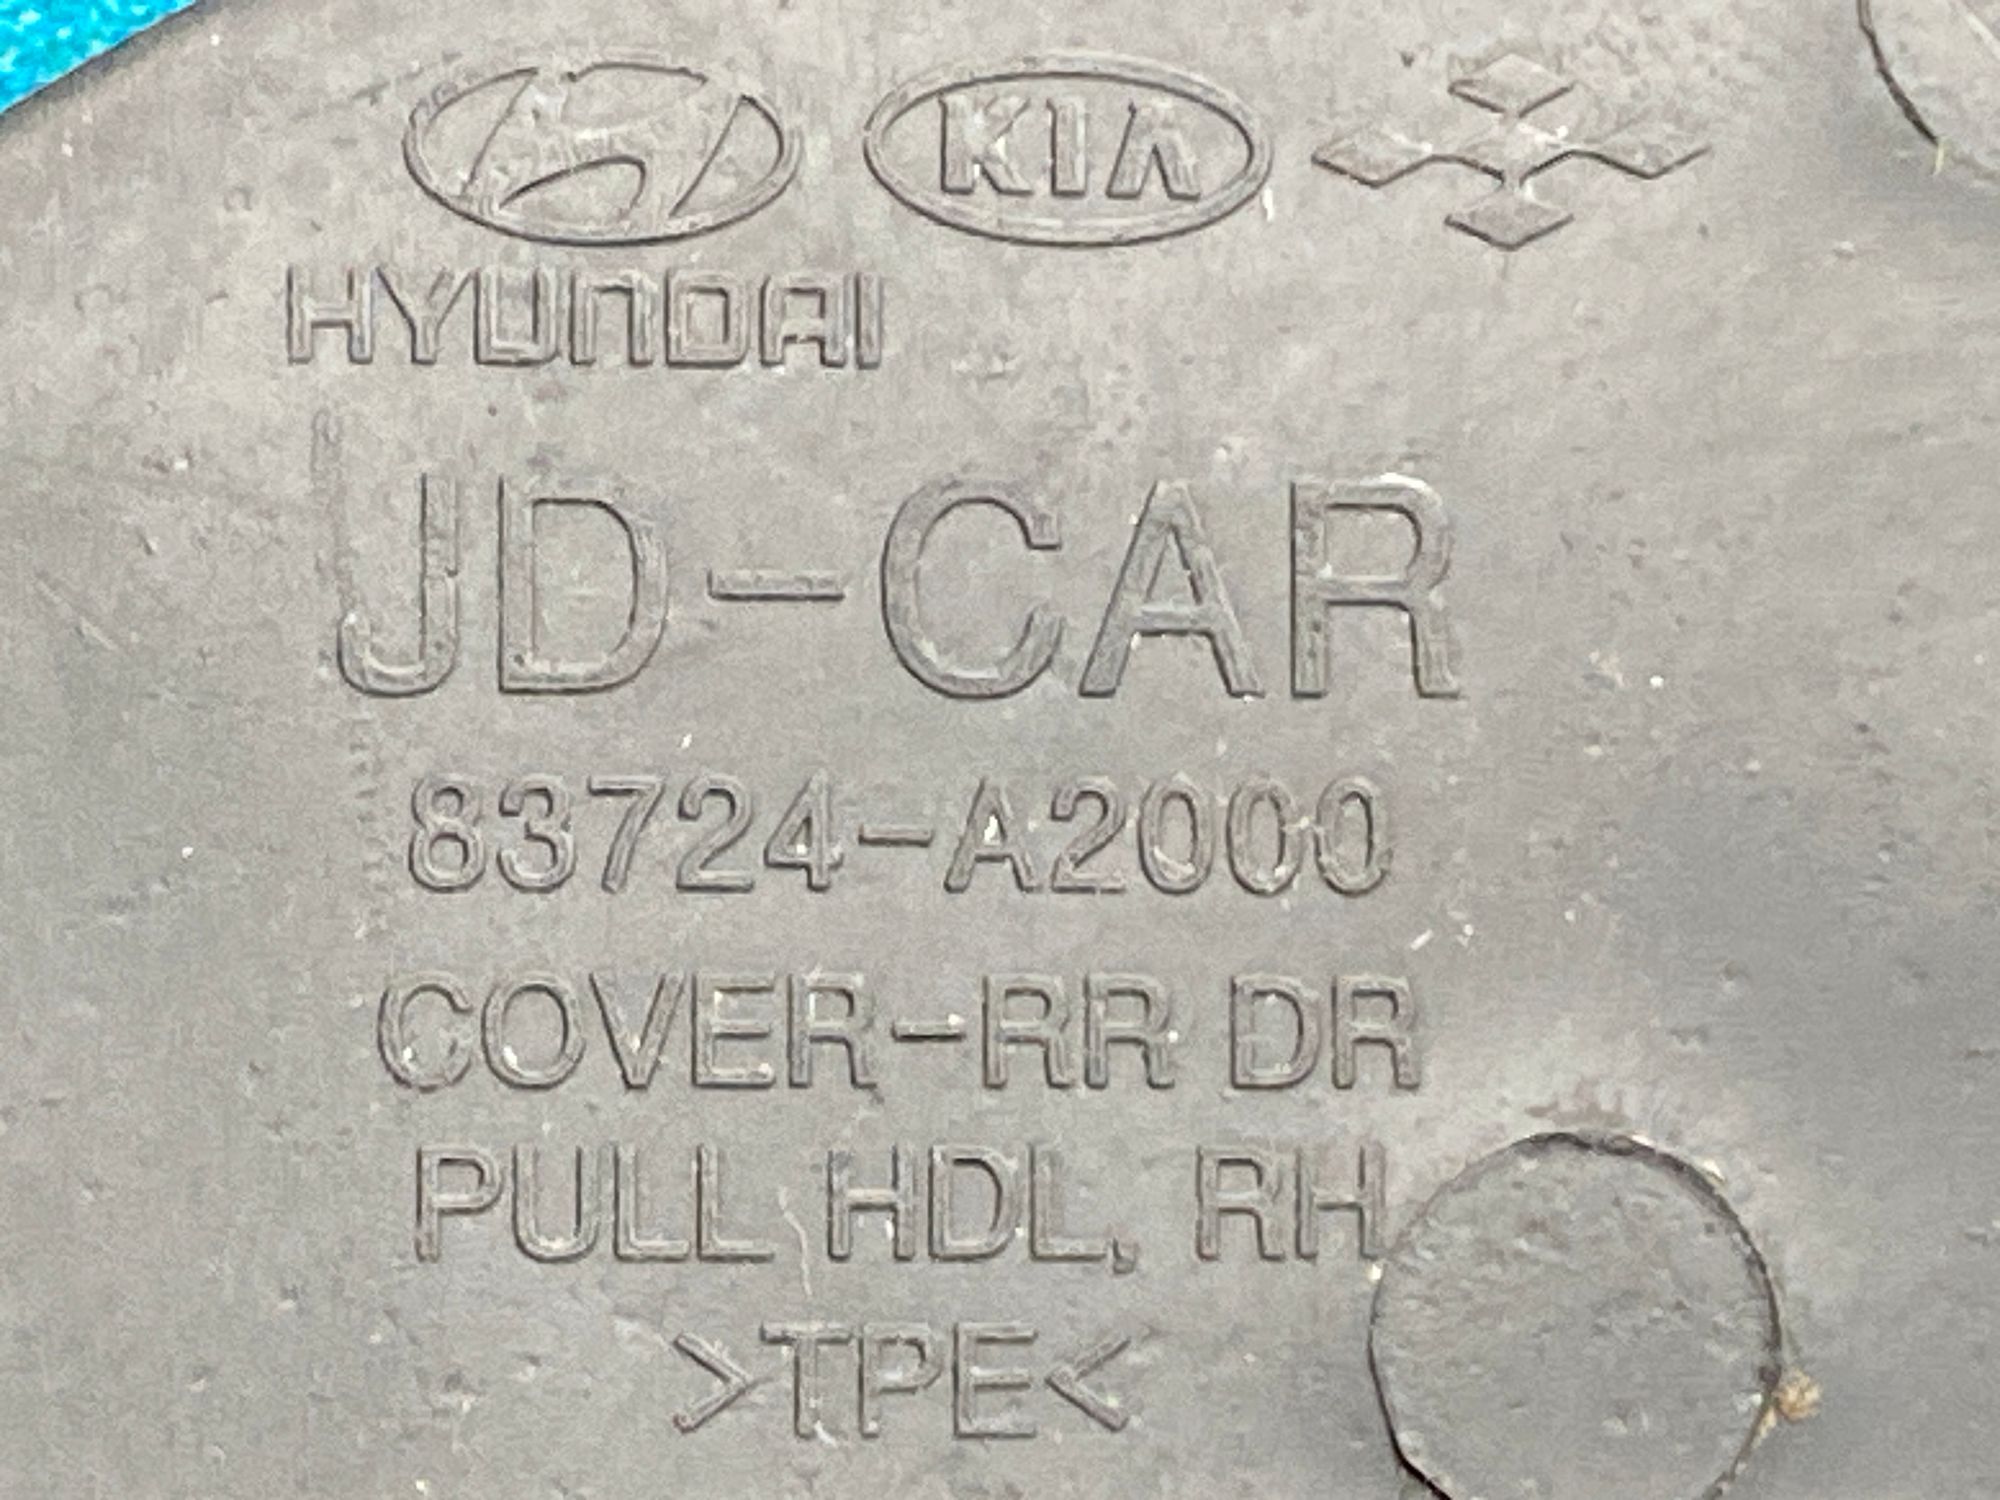 KIA
HYUNDAI
JD-CAR
83724-A2000
COVER-RR DR
PULL HDL, RH
>TPE<